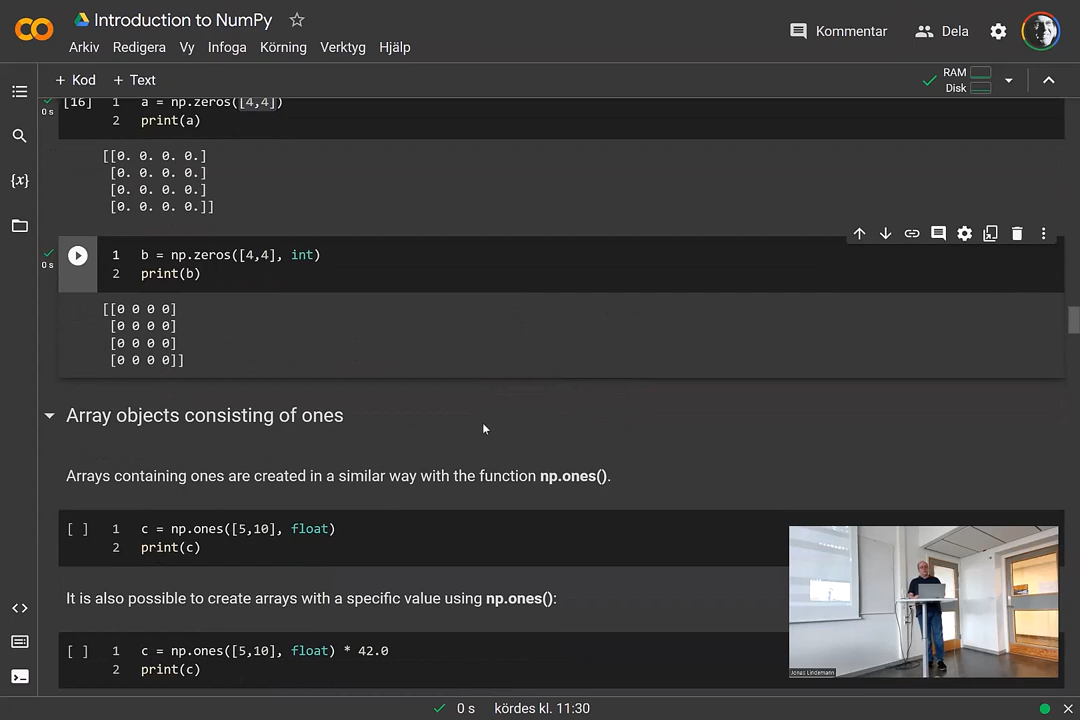 Introduction to NumPy
Arkiv Redigera Vy Infoga Körning Verktyg Hjälp
Kommentar
Dela
+ Kod + Text
RAM
Disk
[16] 1 a = np.zeros([4,4])
0 s
2 print(a)
[[0. 0. 0. 0.]
[0. 0. 0. 0.]
[0. 0. 0. 0.]
[0. 0. 0. 0.]]
1 b = np.zeros([4,4], int)
0 s
2 print(b)
[[0 0 0 0]
[0 0 0 0]
[0 0 0 0]
[0 0 0 0]]
Array objects consisting of ones
Arrays containing ones are created in a similar way with the function np.ones().
[ ] 1 c = np.ones([5,10], float)
2 print(c)
It is also possible to create arrays with a specific value using np.ones():
[ ] 1 c = np.ones([5,10], float) * 42.0
2 print(c)
Jonas Lindemann
0 s kördes kl. 11:30